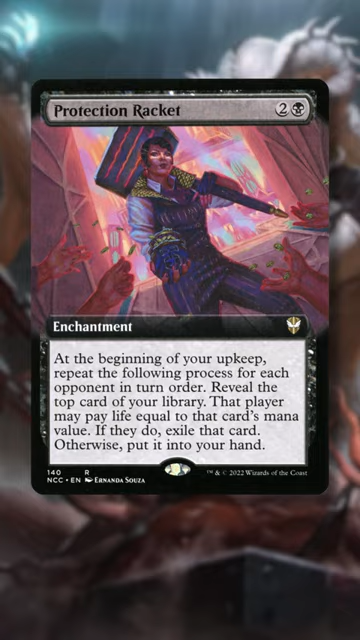 Protection Racket 2
Enchantment
At the beginning of your upkeep,
repeat the following process for each
opponent in turn order. Reveal the
top card of your library. That player
may pay life equal to that card's mana
value. If they do, exile that card.
Otherwise, put it into your hand.
140 R
NCC • EN Ernanda Souza ™ & © 2022 Wizards of the Coast